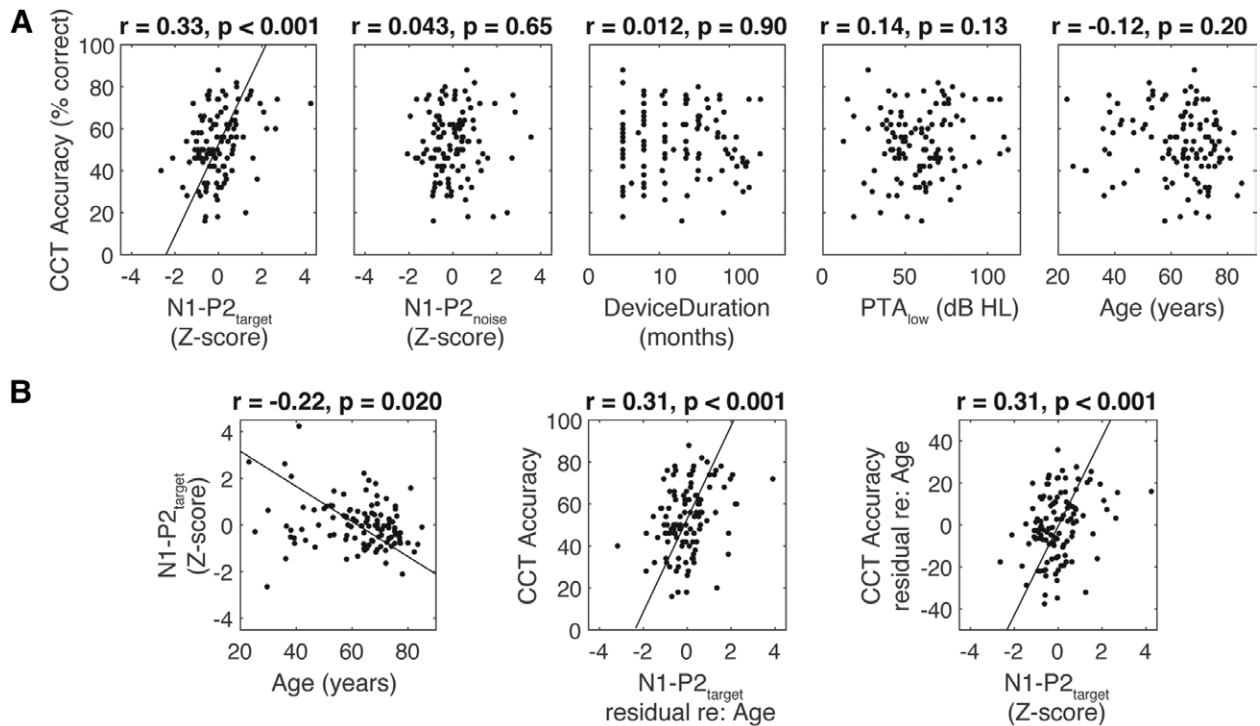 A
r = 0.33, p < 0.001
r = 0.043, p = 0.65
r = 0.012, p = 0.90
r = 0.14, p = 0.13
r = -0.12, p = 0.20
CCT Accuracy (% correct)
100
80
60
40
20
0
-4 -2 0 2 4
N1-P2target
(Z-score)
-4 -2 0 2 4
N1-P2noise
(Z-score)
0 10 100
DeviceDuration
(months)
0 50 100
PTAlow (dB HL)
20 40 60 80
Age (years)
B
r = -0.22, p = 0.020
N1-P2target
(Z-score)
4
2
0
-2
-4
20 40 60 80
Age (years)
r = 0.31, p < 0.001
CCT Accuracy
100
80
60
40
20
0
-4 -2 0 2 4
N1-P2target
residual re: Age
r = 0.31, p < 0.001
CCT Accuracy
residual re: Age
40
20
0
-20
-40
-4 -2 0 2 4
N1-P2target
(Z-score)